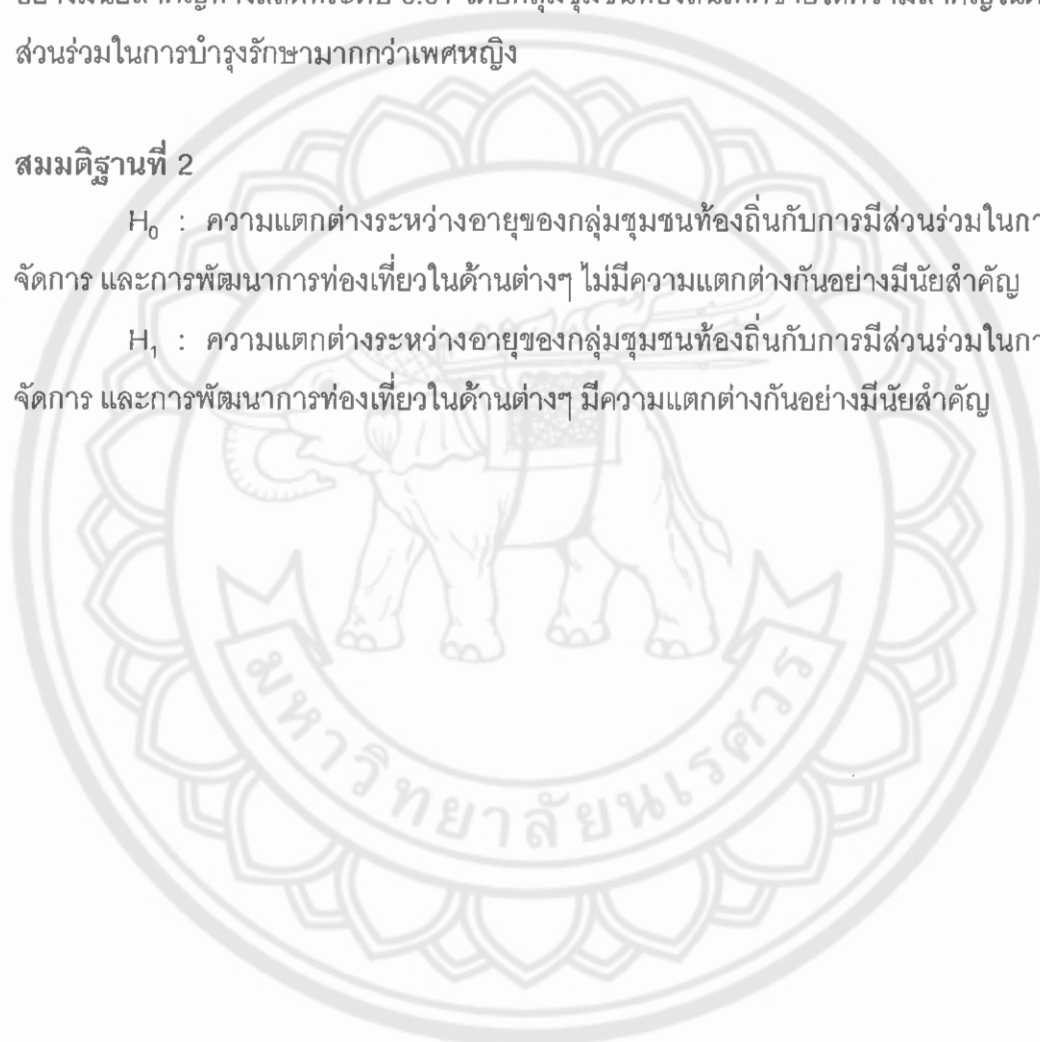 ส่วนร่วมในการบำรุงรักษามากกว่าเพศหญิง
สมมติฐานที่ 2
H₀ : ความแตกต่างระหว่างอายุของกลุ่มชุมชนท้องถิ่นกับการมีส่วนร่วมใน
จัดการ และการพัฒนาการท่องเที่ยวในด้านต่างๆ ไม่มีความแตกต่างกันอย่างมีนัยสำคัญ
H₁ : ความแตกต่างระหว่างอายุของกลุ่มชุมชนท้องถิ่นกับการมีส่วนร่วมใน
จัดการ และการพัฒนาการท่องเที่ยวในด้านต่างๆ มีความแตกต่างกันอย่างมีนัยสำคัญ
มหาวิทยาลัยนเรศวร